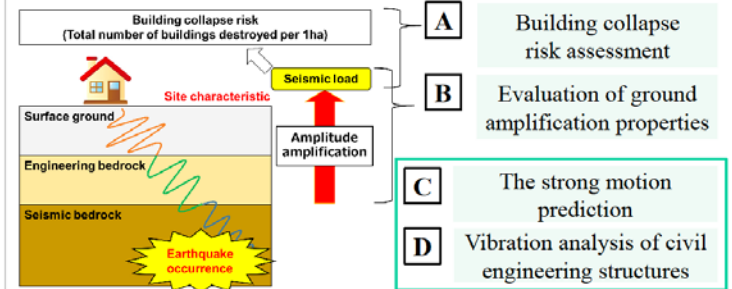 Building collapse risk
(Total number of buildings destroyed per 1ha)
Seismic load
Site characteristic
Surface ground
Amplitude
amplification
Engineering bedrock
Seismic bedrock
Earthquake
occurrence
A
Building collapse
risk assessment
B
Evaluation of ground
amplification properties
C
The strong motion
prediction
D
Vibration analysis of civil
engineering structures